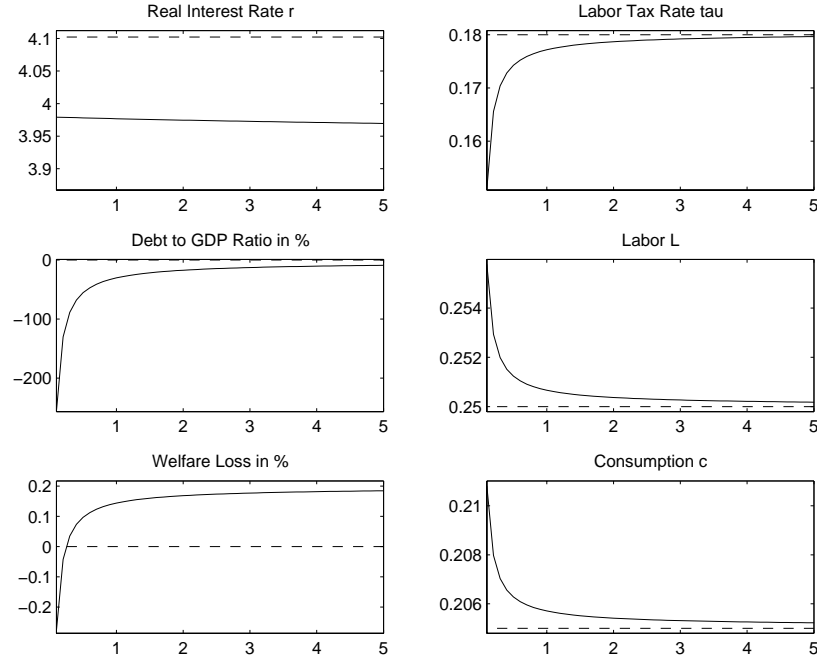 Real Interest Rate r
4.1
4.05
4
3.95
3.9
1 2 3 4 5
Labor Tax Rate tau
0.18
0.17
0.16
1 2 3 4 5
Debt to GDP Ratio in %
0
−100
−200
1 2 3 4 5
Labor L
0.254
0.252
0.25
1 2 3 4 5
Welfare Loss in %
0.2
0.1
0
−0.1
−0.2
1 2 3 4 5
Consumption c
0.21
0.208
0.206
1 2 3 4 5